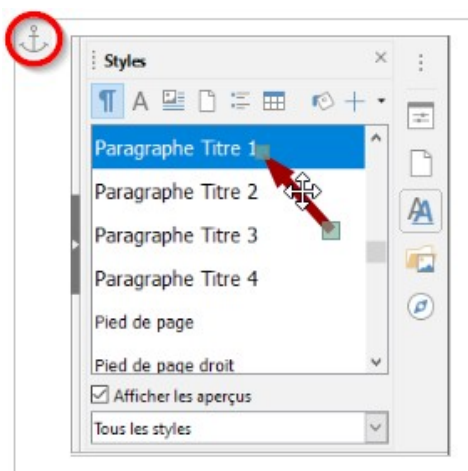 Styles
Paragraphe Titre 1
Paragraphe Titre 2
Paragraphe Titre 3
Paragraphe Titre 4
Pied de page
Pied de page droit
Afficher les aperçus
Tous les styles